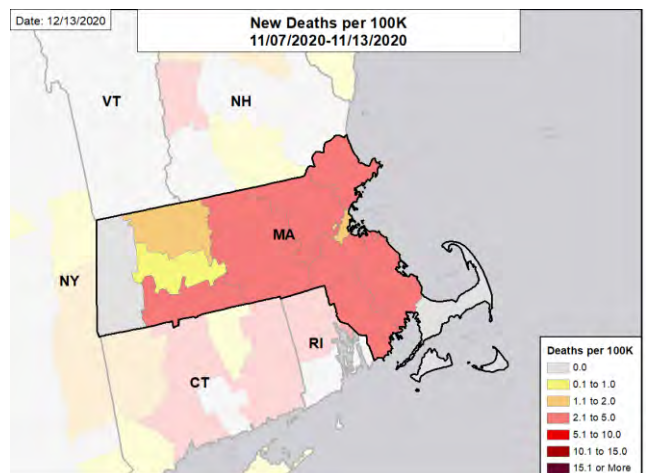 Date: 12/13/2020
New Deaths per 100K
11/07/2020-11/13/2020
VT
NH
MA
NY
RI
CT
Deaths per 100K
0.0
0.1 to 1.0
1.1 to 2.0
2.1 to 5.0
5.1 to 10.0
10.1 to 15.0
15.1 or More